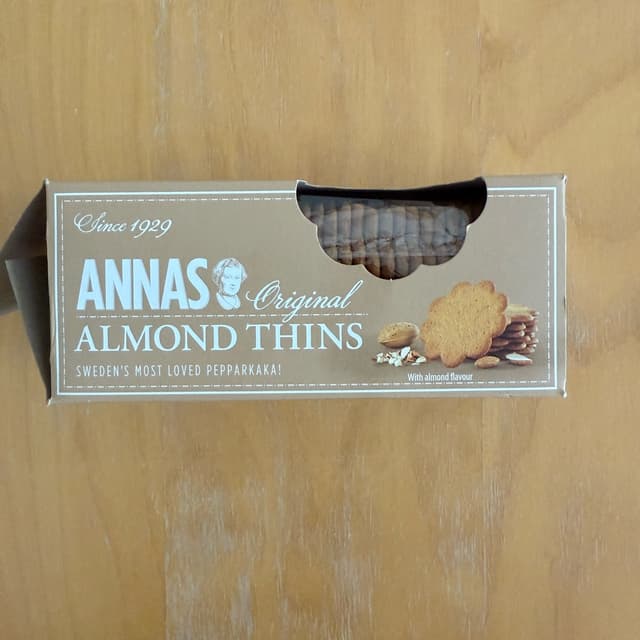 Since 1929
ANNAS Original
ALMOND THINS
SWEDEN'S MOST LOVED PEPPARKAKA!
With almond flavour